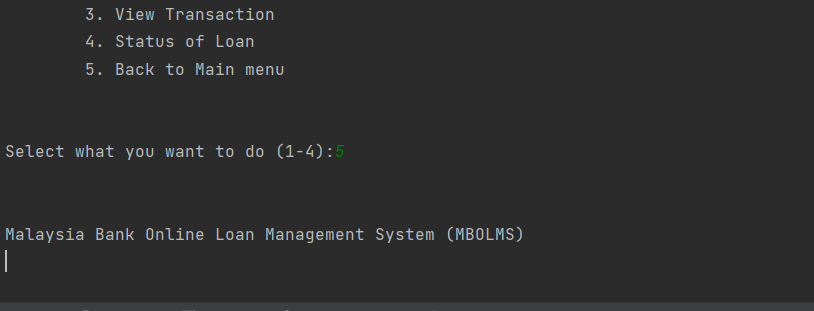 3. View Transaction
4. Status of Loan
5. Back to Main menu
Select what you want to do (1-4):5
Malaysia Bank Online Loan Management System (MBOLMS)